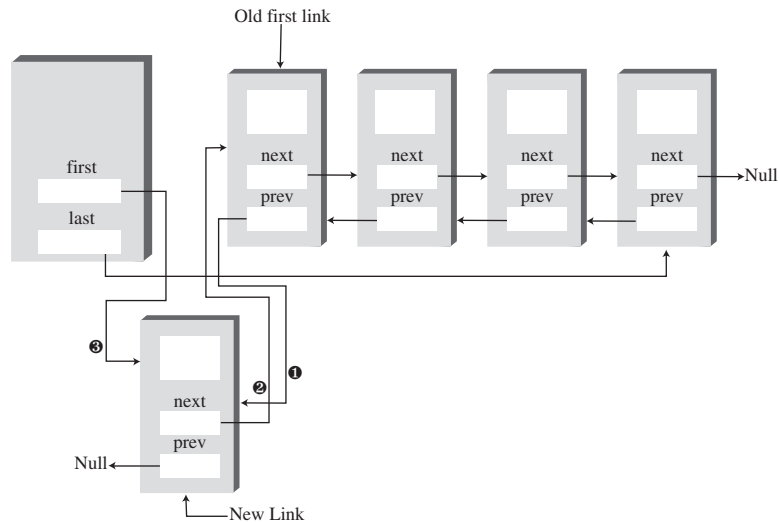 Old first link
first
last
next
prev
next
prev
next
prev
next
prev
Null
❸
❷
❶
next
prev
Null
New Link